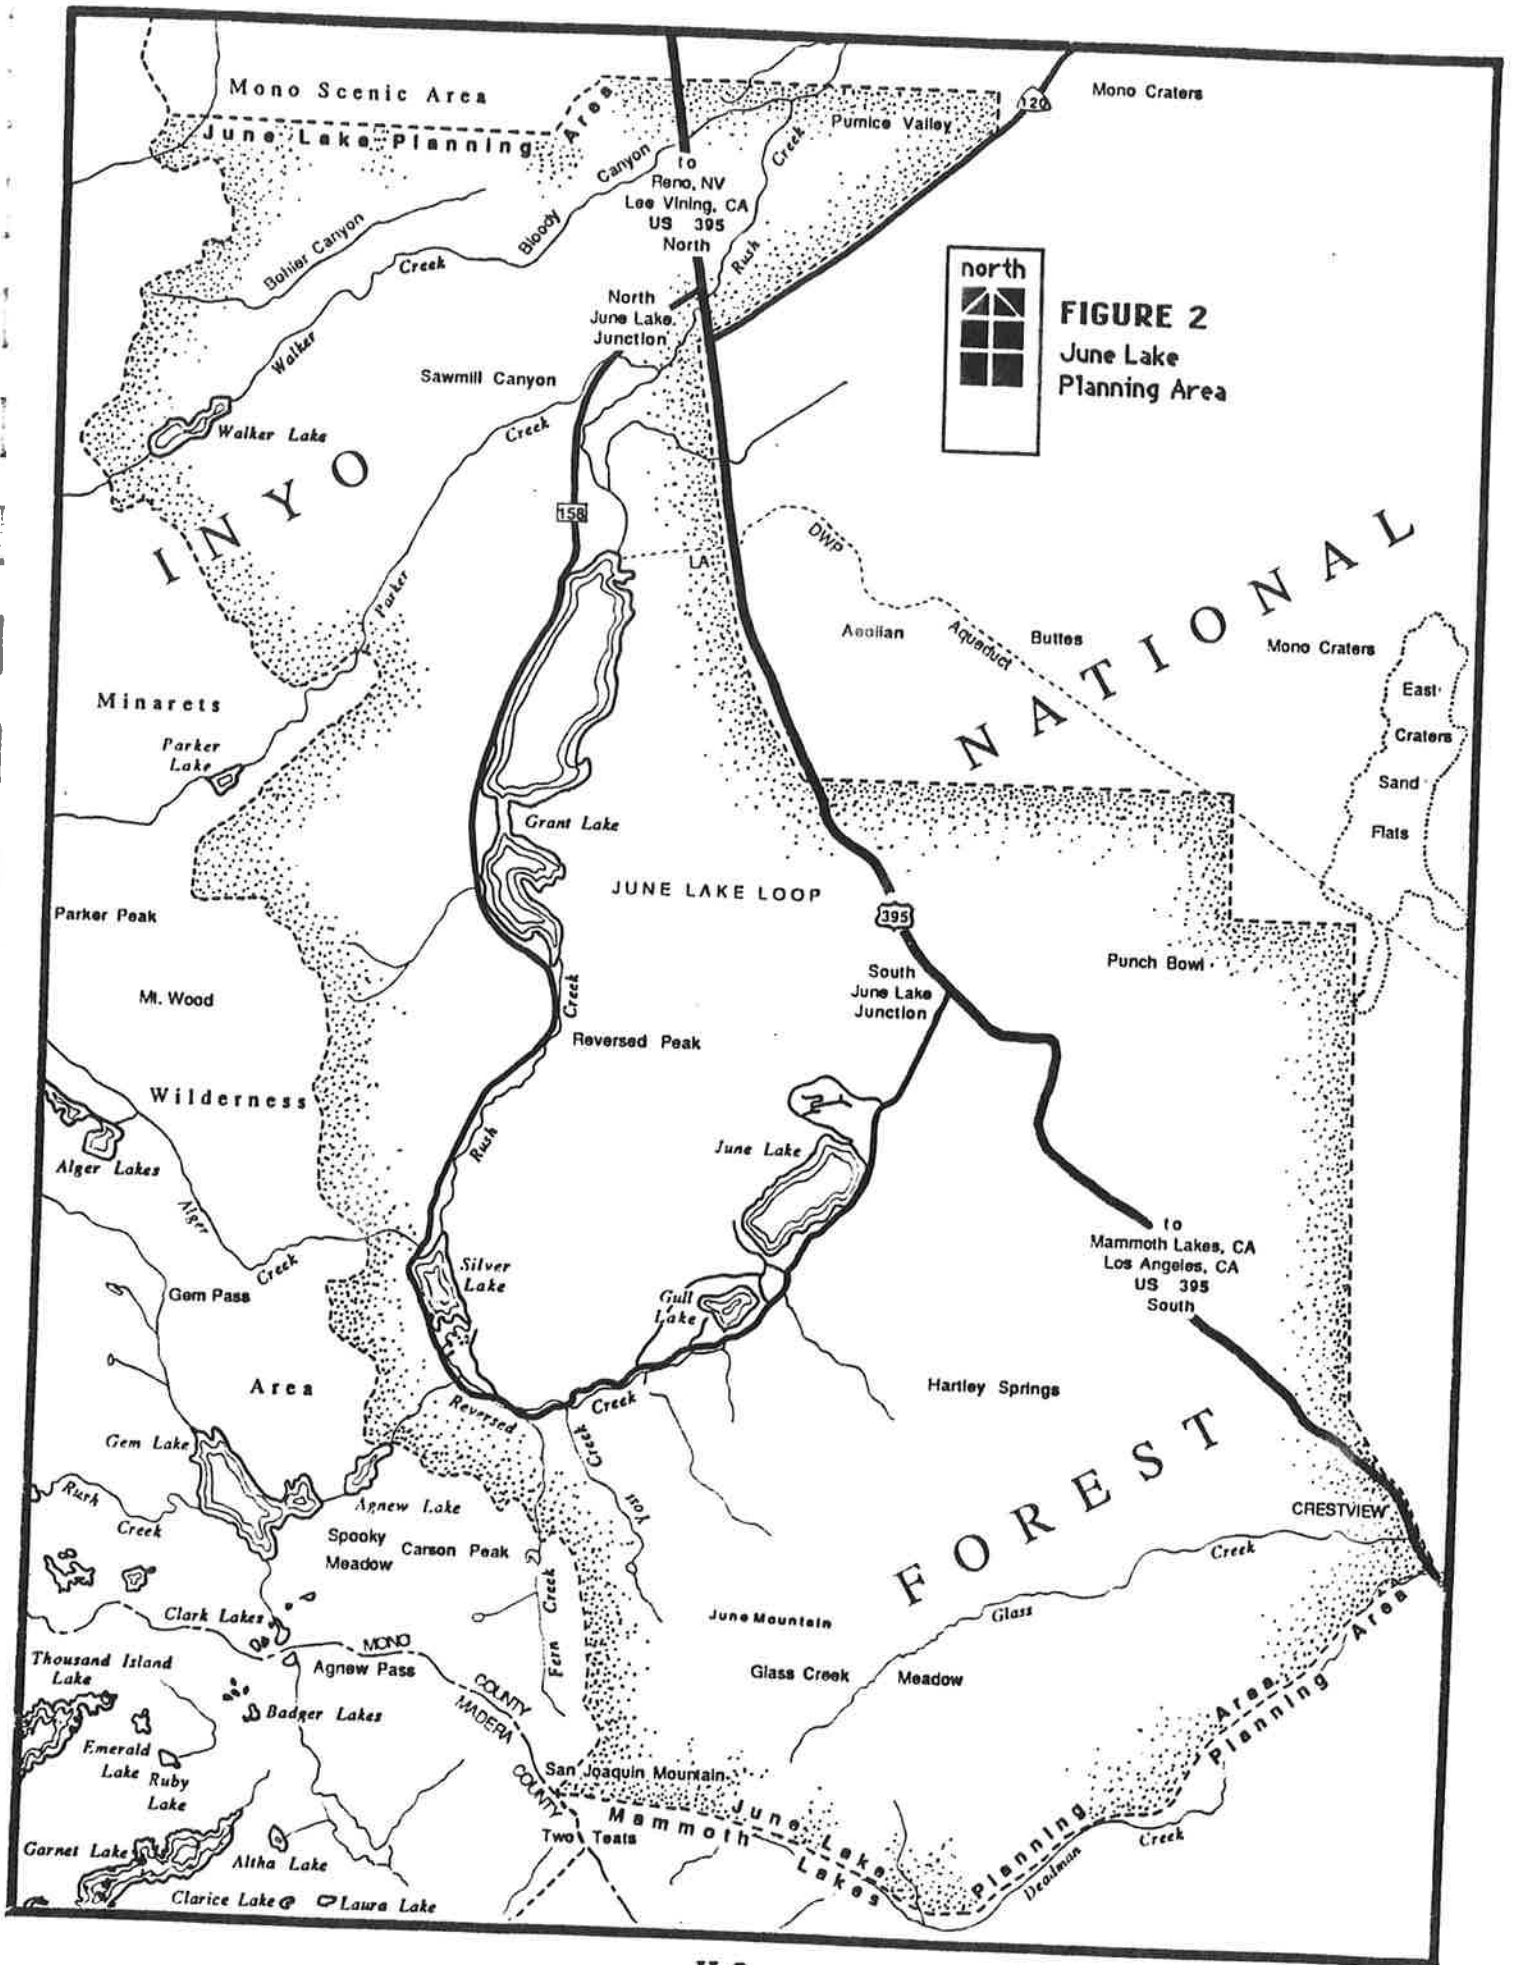 Mono Scenic Area
June Lake Planning Area
Mono Craters
120
Pumice Valley
Rush Creek
to
Reno, NV
Lee Vining, CA
US 395
North
Bloody Canyon
Bohler Canyon
Walker Creek
north
FIGURE 2
June Lake
Planning Area
North
June Lake
Junction
Sawmill Canyon
Parker Creek
Walker Lake
INYO
158
LA
DWP
Aqueduct
Aeolian
Buttes
NATIONAL
Mono Craters
East
Craters
Sand
Flats
Minarets
Parker
Lake
Grant Lake
JUNE LAKE LOOP
395
Parker Peak
Punch Bowl
South
June Lake
Junction
Mt. Wood
Creek
Reversed Peak
Wilderness
Rush
June Lake
Alger Lakes
Alger
Creek
Silver
Lake
Gem Pass
Gull
Lake
to
Mammoth Lakes, CA
Los Angeles, CA
US 395
South
Area
Hartley Springs
Reversed
Creek
Gem Lake
Creek
Yost
FOREST
Rush
Creek
Agnew Lake
Spooky
Meadow
Carson Peak
CRESTVIEW
Glass Creek
Fern Creek
Clark Lakes
June Mountain
MONO
COUNTY
Agnew Pass
Thousand Island
Lake
Glass Creek Meadow
MADERA
COUNTY
Badger Lakes
Emerald
Lake
Ruby
Lake
San Joaquin Mountain
June Lake Planning Area
Mammoth Lakes Planning Area
Two Teats
Deadman Creek
Garnet Lake
Altha Lake
Clarice Lake
Laura Lake